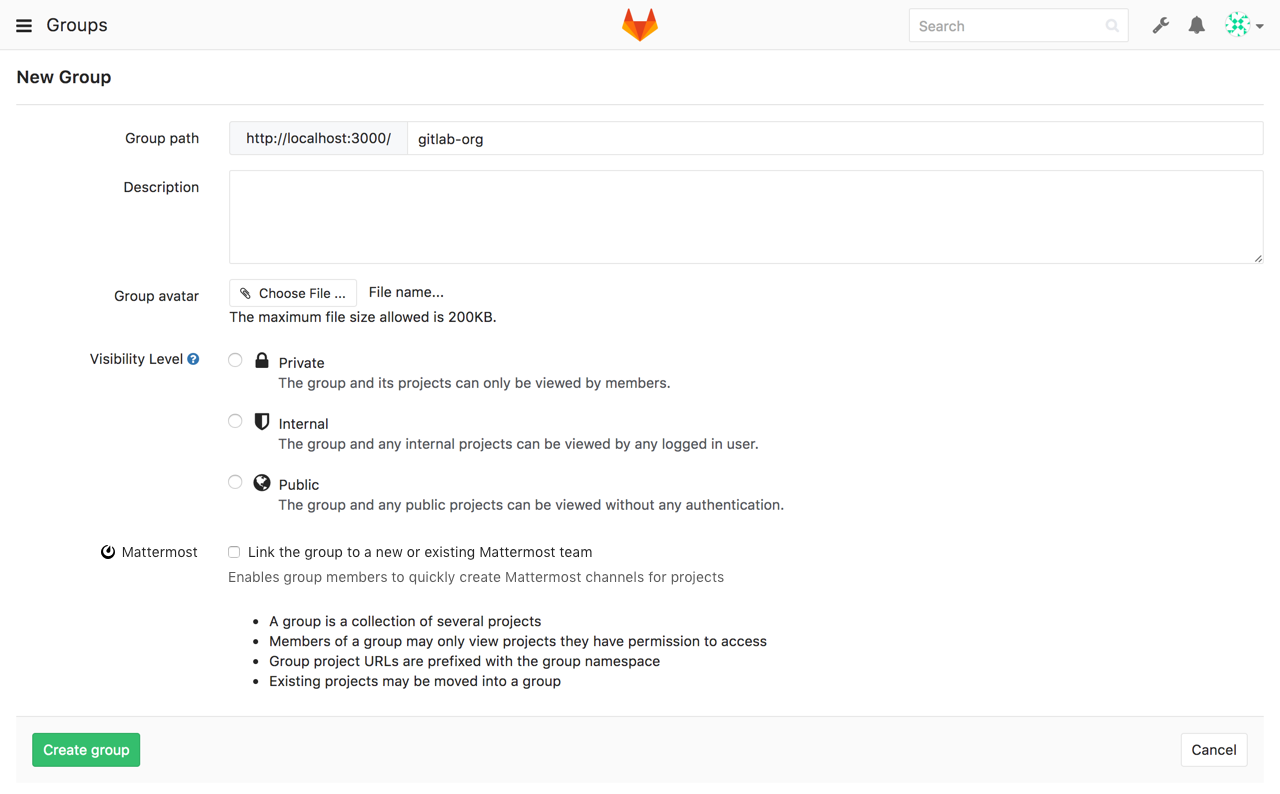 Groups
Search
New Group
Group path http://localhost:3000/ gitlab-org
Description
Group avatar Choose File ... File name...
The maximum file size allowed is 200KB.
Visibility Level ? Private
The group and its projects can only be viewed by members.
Internal
The group and any internal projects can be viewed by any logged in user.
Public
The group and any public projects can be viewed without any authentication.
Mattermost Link the group to a new or existing Mattermost team
Enables group members to quickly create Mattermost channels for projects
• A group is a collection of several projects
• Members of a group may only view projects they have permission to access
• Group project URLs are prefixed with the group namespace
• Existing projects may be moved into a group
Create group Cancel